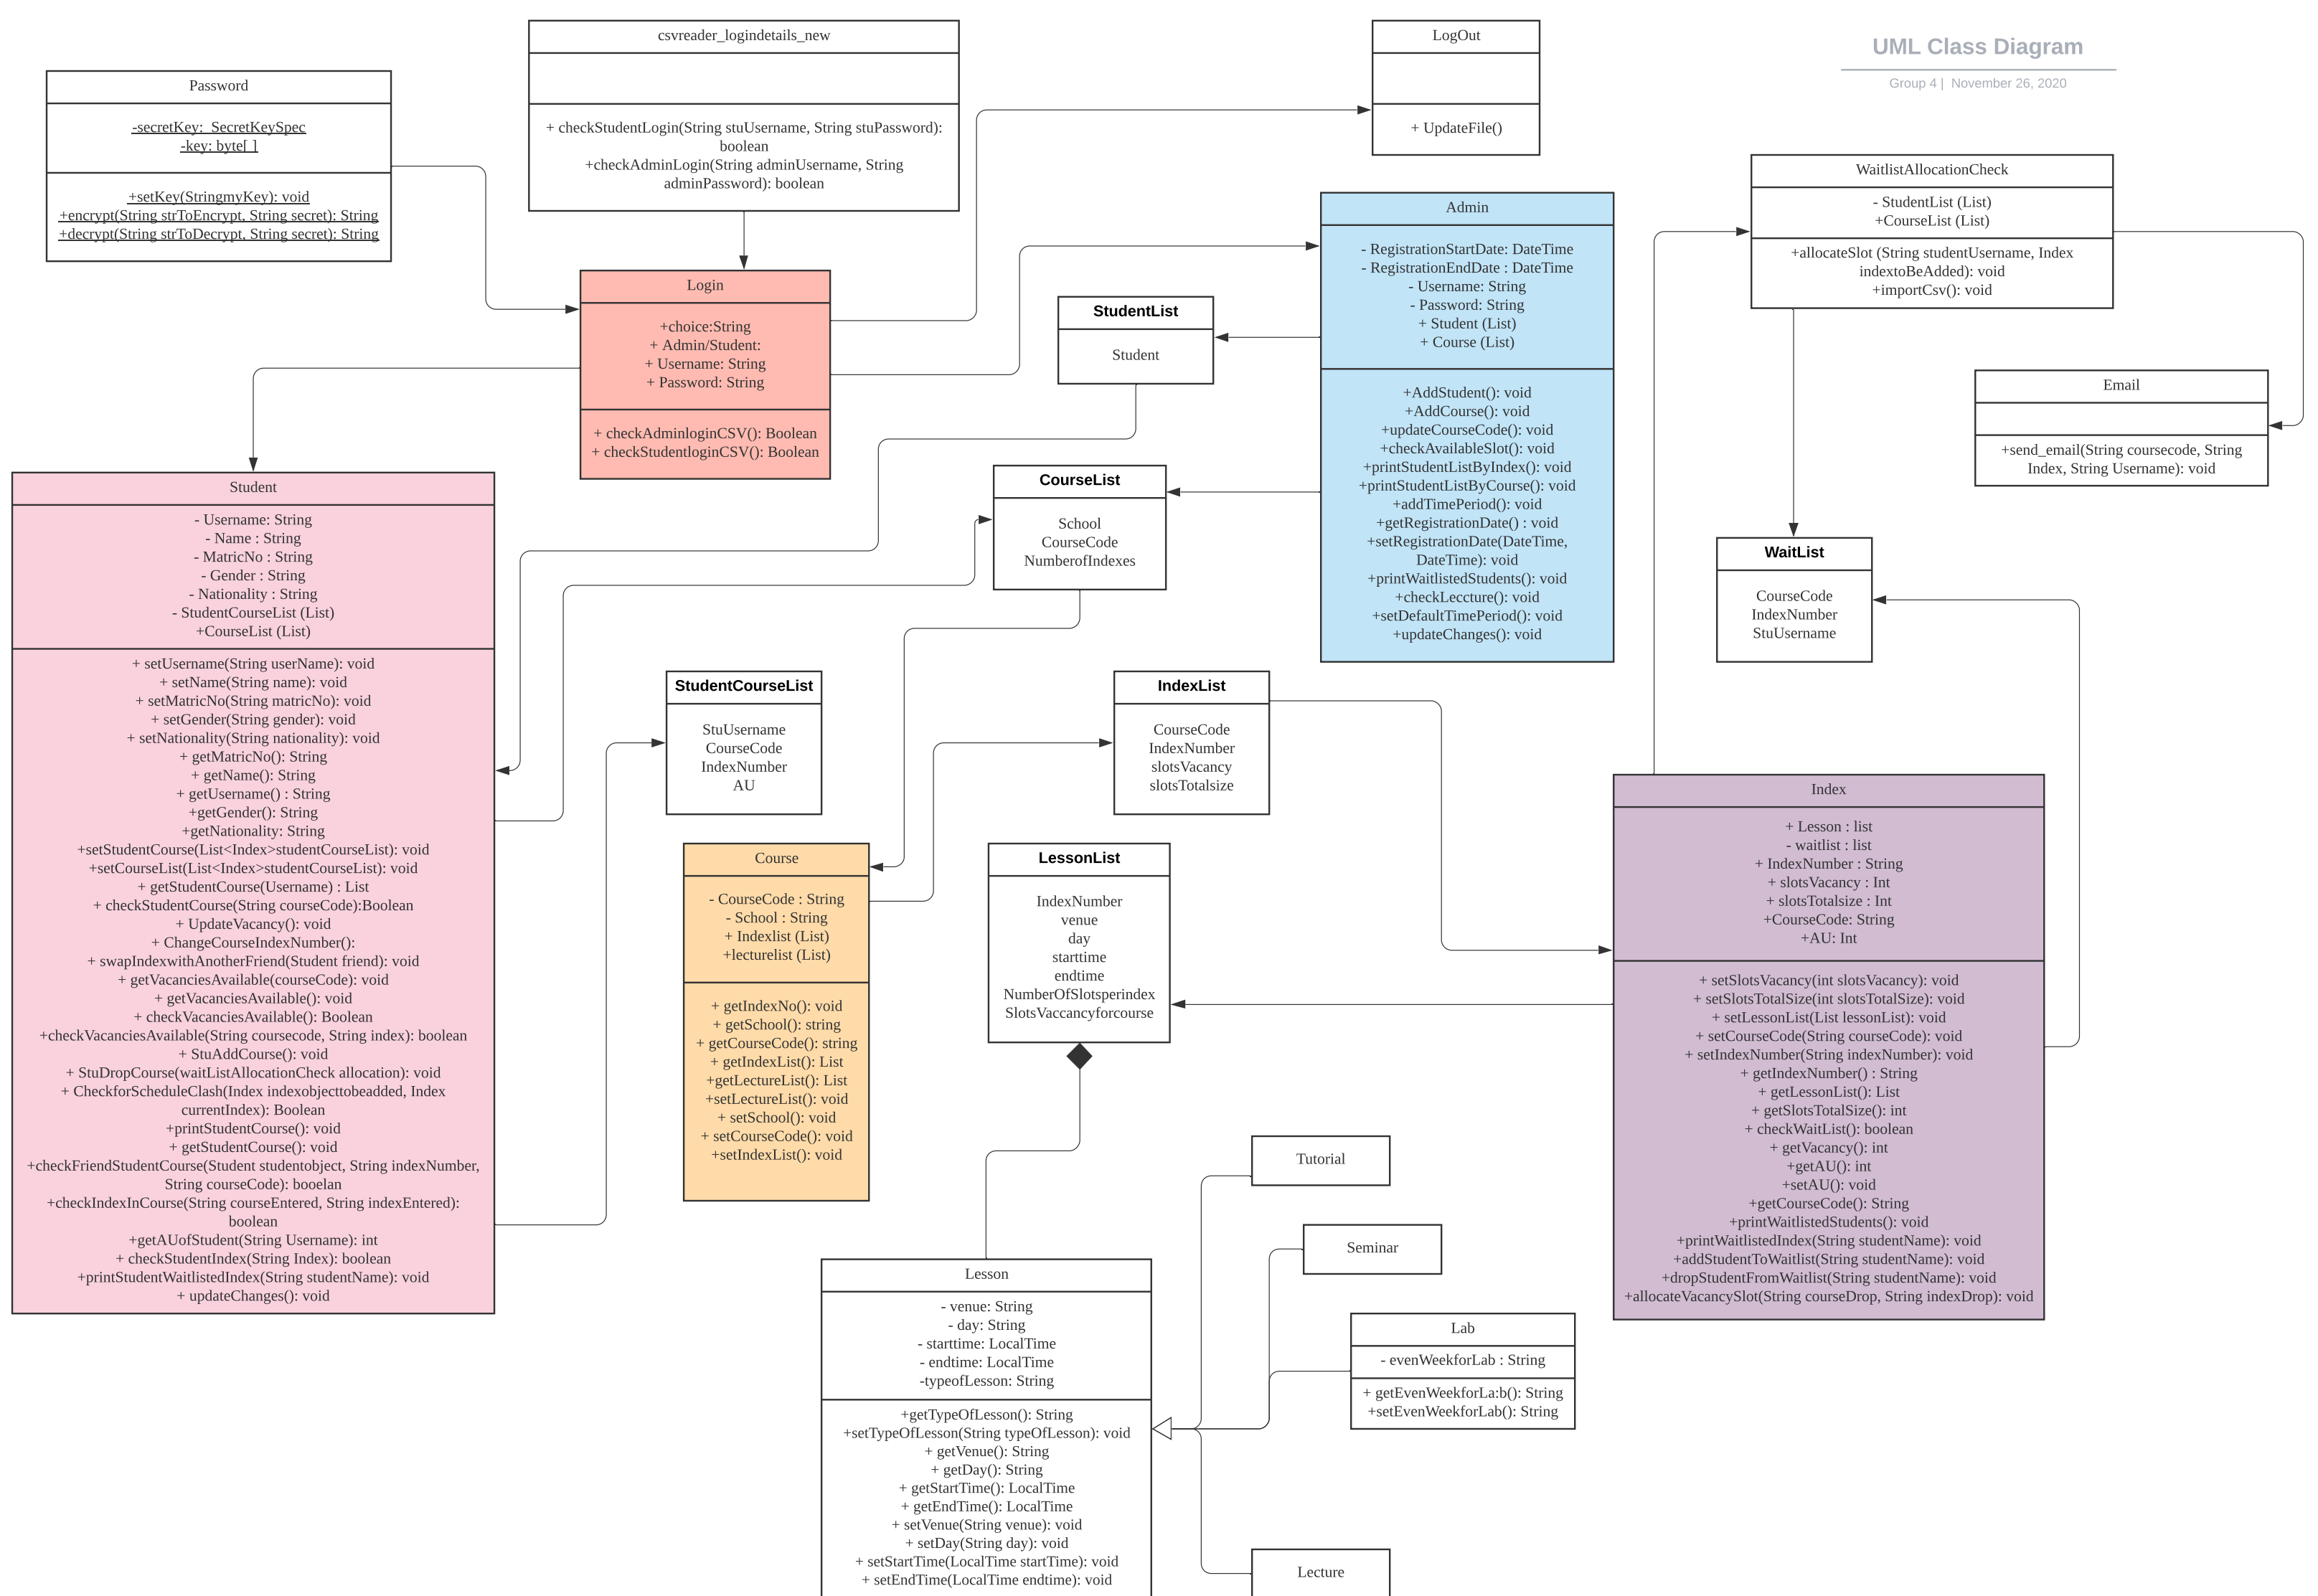 UML Class Diagram
Group 4 |  November 26, 2020
Password
-secretKey:  SecretKeySpec
-key: byte[ ]
+setKey(StringmyKey): void
+encrypt(String strToEncrypt, String secret): String
+decrypt(String strToDecrypt, String secret): String
csvreader_logindetails_new
+ checkStudentLogin(String stuUsername, String stuPassword):
boolean
+checkAdminLogin(String adminUsername, String
adminPassword): boolean
LogOut
+ UpdateFile()
WaitlistAllocationCheck
- StudentList (List)
+CourseList (List)
+allocateSlot (String studentUsername, Index
indextoBeAdded): void
+importCsv(): void
Login
+choice:String
+ Admin/Student:
+ Username: String
+ Password: String
+ checkAdminloginCSV(): Boolean
+ checkStudentloginCSV(): Boolean
StudentList
Student
Admin
- RegistrationStartDate: DateTime
- RegistrationEndDate : DateTime
- Username: String
- Password: String
+ Student (List)
+ Course (List)
+AddStudent(): void
+AddCourse(): void
+updateCourseCode(): void
+checkAvailableSlot(): void
+printStudentListByIndex(): void
+printStudentListByCourse(): void
+addTimePeriod(): void
+getRegistrationDate() : void
+setRegistrationDate(DateTime,
DateTime): void
+printWaitlistedStudents(): void
+checkLeccture(): void
+setDefaultTimePeriod(): void
+updateChanges(): void
Email
+send_email(String coursecode, String
Index, String Username): void
Student
- Username: String
- Name : String
- MatricNo : String
- Gender : String
- Nationality : String
- StudentCourseList (List)
+CourseList (List)
+ setUsername(String userName): void
+ setName(String name): void
+ setMatricNo(String matricNo): void
+ setGender(String gender): void
+ setNationality(String nationality): void
+ getMatricNo(): String
+ getName(): String
+ getUsername() : String
+getGender(): String
+getNationality: String
+setStudentCourse(List<Index>studentCourseList): void
+setCourseList(List<Index>studentCourseList): void
+ getStudentCourse(Username) : List
+ checkStudentCourse(String courseCode):Boolean
+ UpdateVacancy(): void
+ ChangeCourseIndexNumber():
+ swapIndexwithAnotherFriend(Student friend): void
+ getVacanciesAvailable(courseCode): void
+ getVacanciesAvailable(): void
+ checkVacanciesAvailable(): Boolean
+checkVacanciesAvailable(String coursecode, String index): boolean
+ StuAddCourse(): void
+ StuDropCourse(waitListAllocationCheck allocation): void
+ CheckforScheduleClash(Index indexobjecttobeadded, Index
currentIndex): Boolean
+printStudentCourse(): void
+ getStudentCourse(): void
+checkFriendStudentCourse(Student studentobject, String indexNumber,
String courseCode): booelan
+checkIndexInCourse(String courseEntered, String indexEntered):
boolean
+getAUofStudent(String Username): int
+ checkStudentIndex(String Index): boolean
+printStudentWaitlistedIndex(String studentName): void
+ updateChanges(): void
CourseList
School
CourseCode
NumberofIndexes
WaitList
CourseCode
IndexNumber
StuUsername
StudentCourseList
StuUsername
CourseCode
IndexNumber
AU
IndexList
CourseCode
IndexNumber
slotsVacancy
slotsTotalsize
Course
- CourseCode : String
- School : String
+ Indexlist (List)
+lecturelist (List)
+ getIndexNo(): void
+ getSchool(): string
+ getCourseCode(): string
+ getIndexList(): List
+getLectureList(): List
+setLectureList(): void
+ setSchool(): void
+ setCourseCode(): void
+setIndexList(): void
LessonList
IndexNumber
venue
day
starttime
endtime
NumberOfSlotsperindex
SlotsVaccancyforcourse
Index
+ Lesson : list
- waitlist : list
+ IndexNumber : String
+ slotsVacancy : Int
+ slotsTotalsize : Int
+CourseCode: String
+AU: Int
+ setSlotsVacancy(int slotsVacancy): void
+ setSlotsTotalSize(int slotsTotalSize): void
+ setLessonList(List lessonList): void
+ setCourseCode(String courseCode): void
+ setIndexNumber(String indexNumber): void
+ getIndexNumber() : String
+ getLessonList(): List
+ getSlotsTotalSize(): int
+ checkWaitList(): boolean
+ getVacancy(): int
+getAU(): int
+setAU(): void
+getCourseCode(): String
+printWaitlistedStudents(): void
+printWaitlistedIndex(String studentName): void
+addStudentToWaitlist(String studentName): void
+dropStudentFromWaitlist(String studentName): void
+allocateVacancySlot(String courseDrop, String indexDrop): void
Tutorial
Seminar
Lab
- evenWeekforLab : String
+ getEvenWeekforLa:b(): String
+setEvenWeekforLab(): String
Lesson
- venue: String
- day: String
- starttime: LocalTime
- endtime: LocalTime
-typeofLesson: String
+getTypeOfLesson(): String
+setTypeOfLesson(String typeOfLesson): void
+ getVenue(): String
+ getDay(): String
+ getStartTime(): LocalTime
+ getEndTime(): LocalTime
+ setVenue(String venue): void
+ setDay(String day): void
+ setStartTime(LocalTime startTime): void
+ setEndTime(LocalTime endtime): void
Lecture